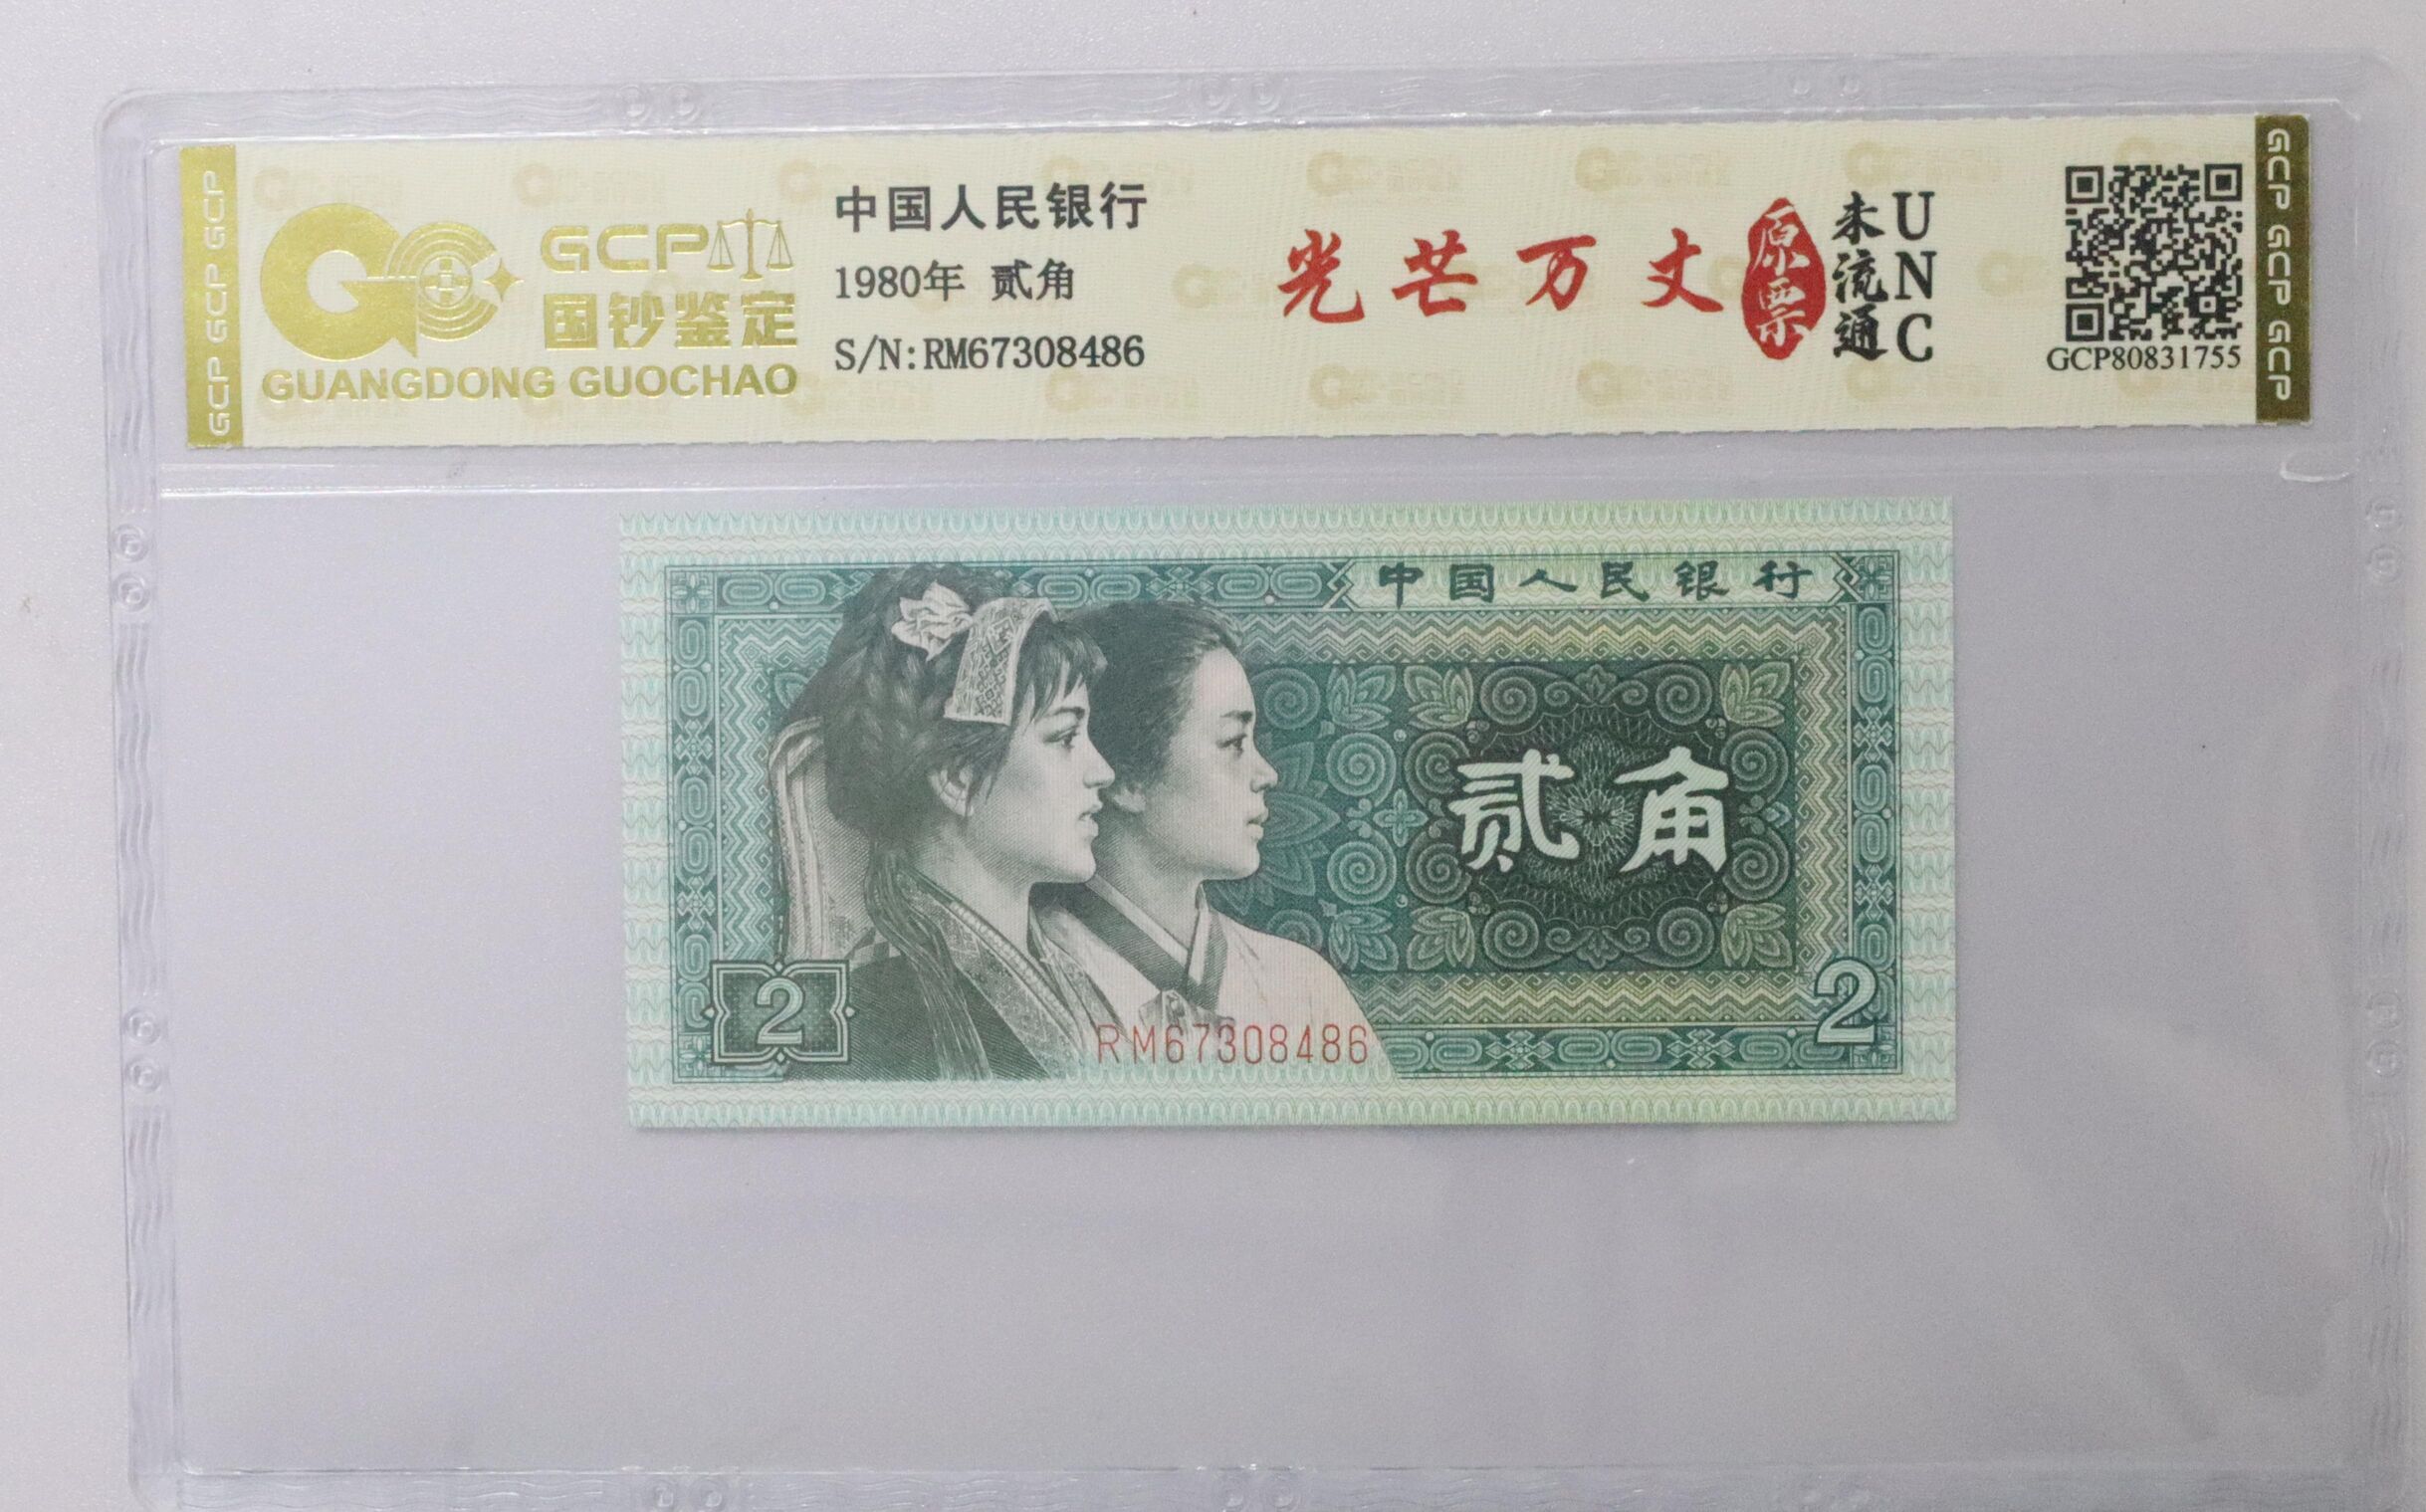 GCP GCP GCP
GCP
国钞鉴定
GUANGDONG GUOCHAO
中国人民银行
1980年 贰角
S/N:RM67308486
光芒万丈
原票
未流通
UNC
GCP80831755
GCP GCP GCP
中国人民银行
贰角
2
RM67308486
2